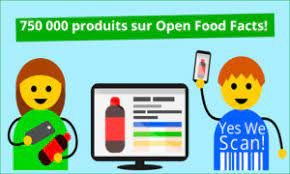 750 000 produits sur Open Food Facts!
Yes We
Scan!